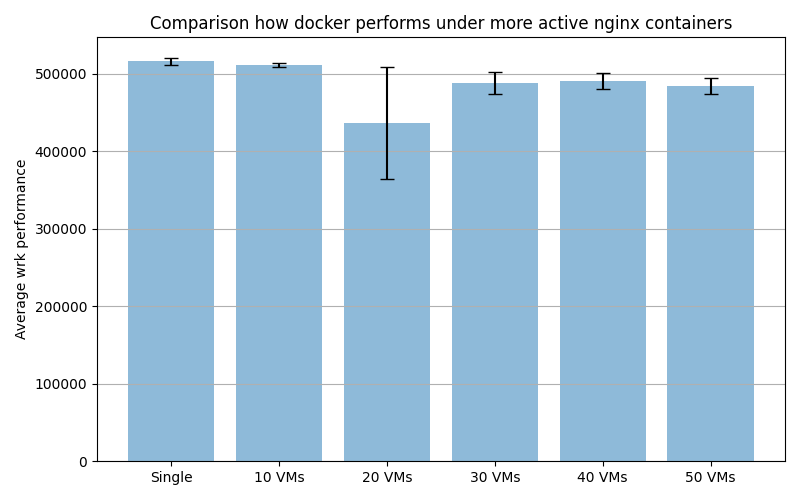 Comparison how docker performs under more active nginx containers
Average wrk performance
500000
400000
300000
200000
100000
0
Single
10 VMs
20 VMs
30 VMs
40 VMs
50 VMs